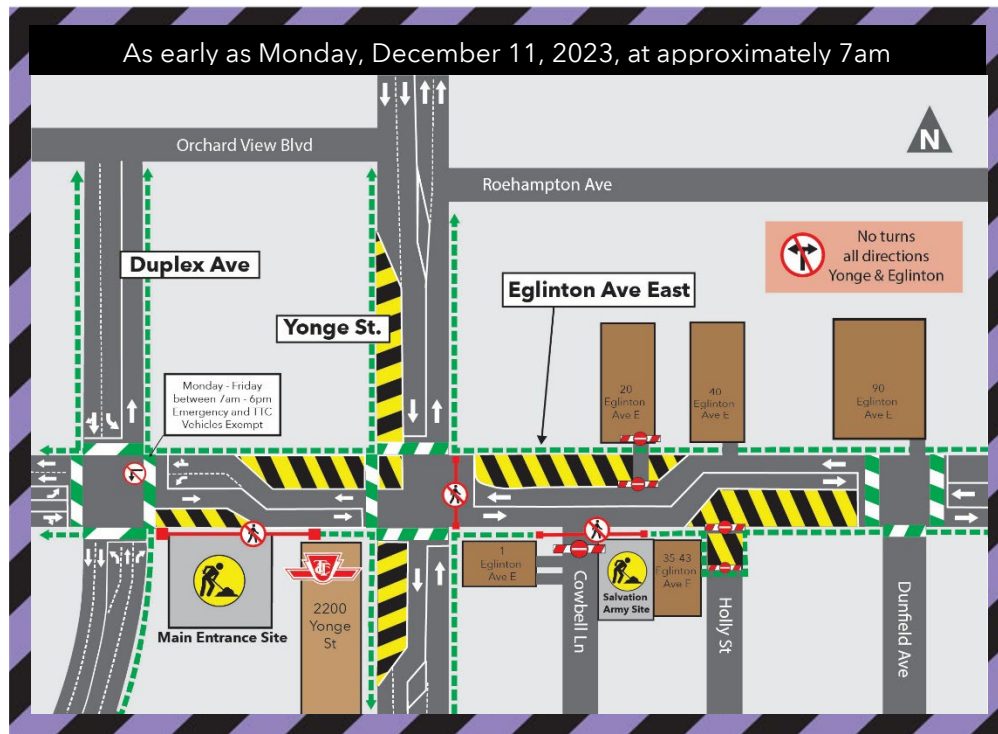 As early as Monday, December 11, 2023, at approximately 7am
Orchard View Blvd
N
Roehampton Ave
No turns
all directions
Yonge & Eglinton
Duplex Ave
Eglinton Ave East
Yonge St.
Monday - Friday
between 7am - 6pm
Emergency and TTC
Vehicles Exempt
20
Eglinton
Ave E
40
Eglinton
Ave E
90
Eglinton
Ave E
Main Entrance Site
TTC
2200
Yonge
St
1
Eglinton
Ave E
Cowbell Ln
Salvation
Army Site
35-43
Eglinton
Ave E
Holly St
Dunfield Ave